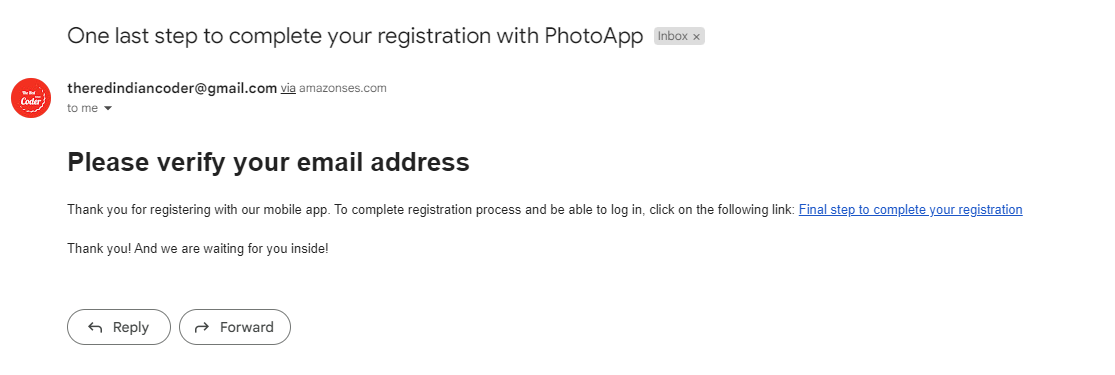 One last step to complete your registration with PhotoApp Inbox ×
theredindiancoder@gmail.com via amazonses.com
Coder
to me
Please verify your email address
Thank you for registering with our mobile app. To complete registration process and be able to log in, click on the following link: Final step to complete your registration
Thank you! And we are waiting for you inside!
Reply Forward